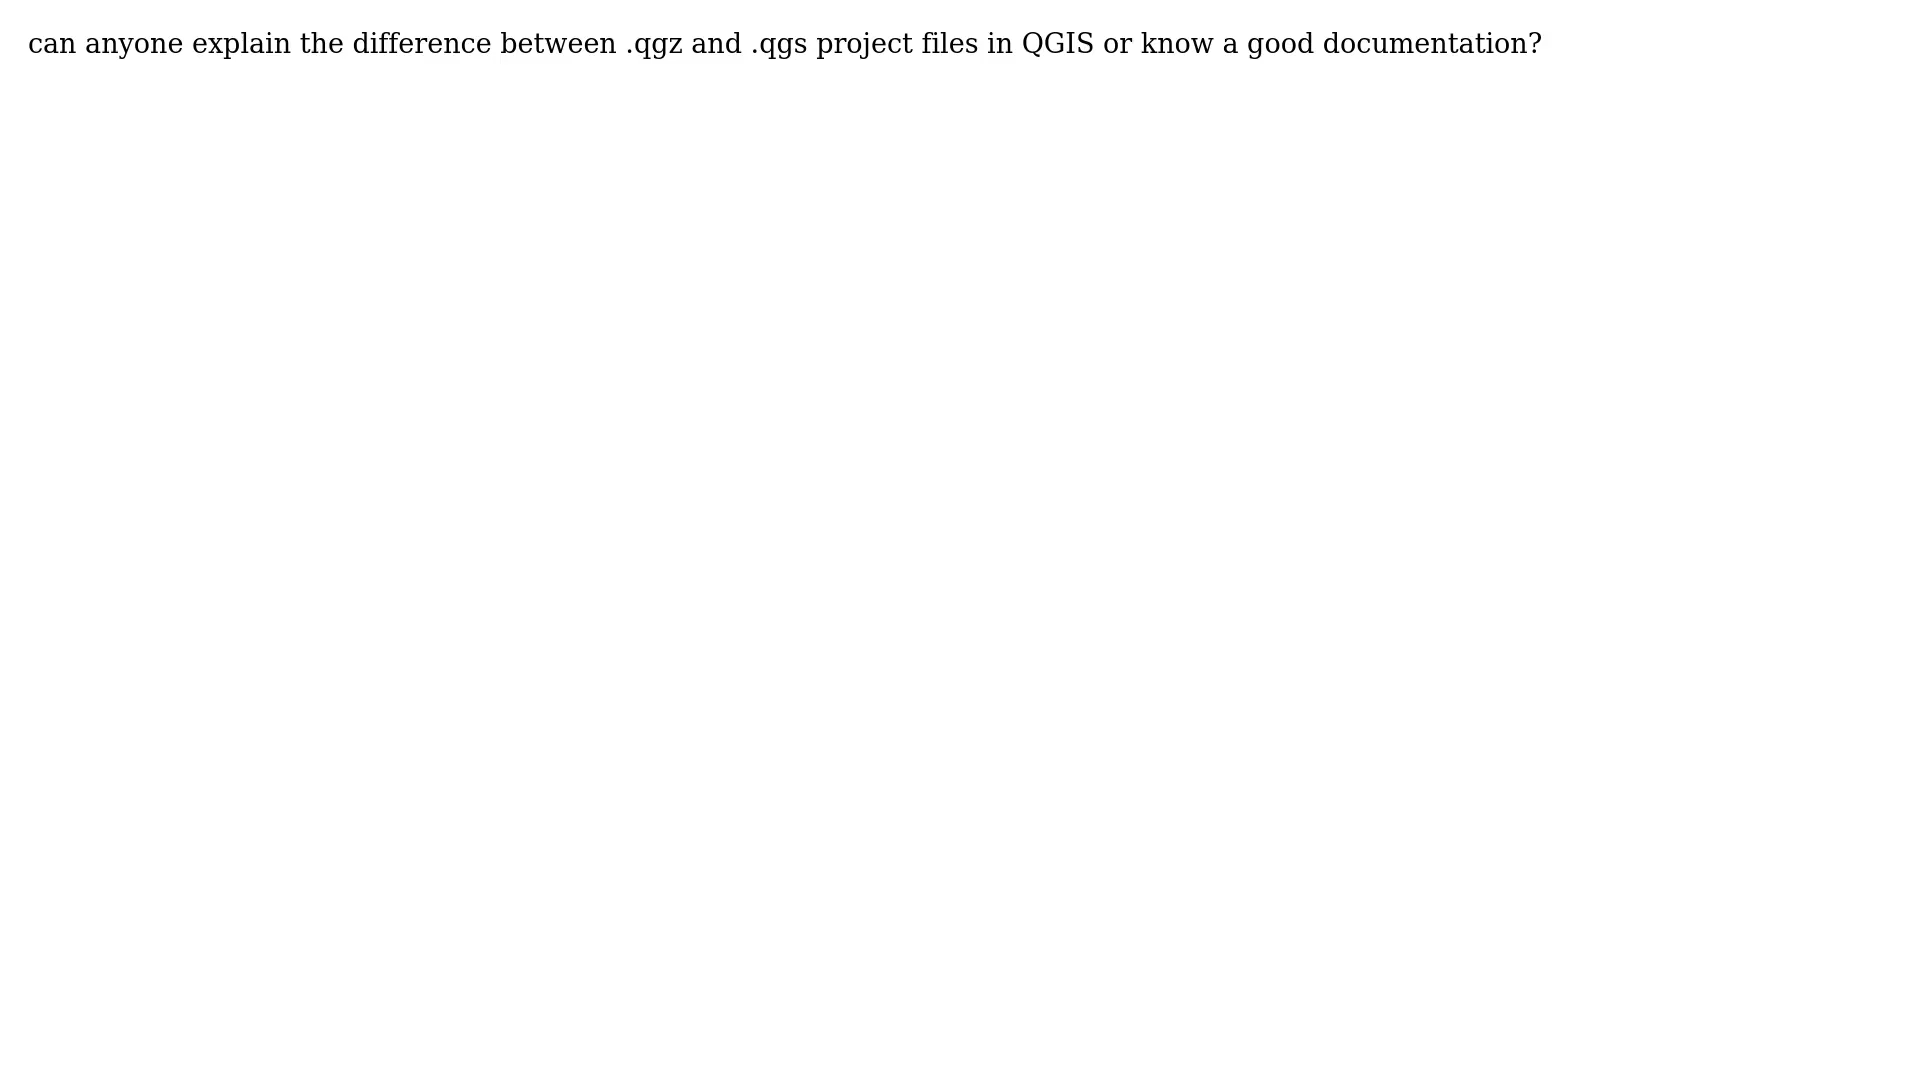 can anyone explain the difference between .qgz and .qgs project files in QGIS or know a good documentation?